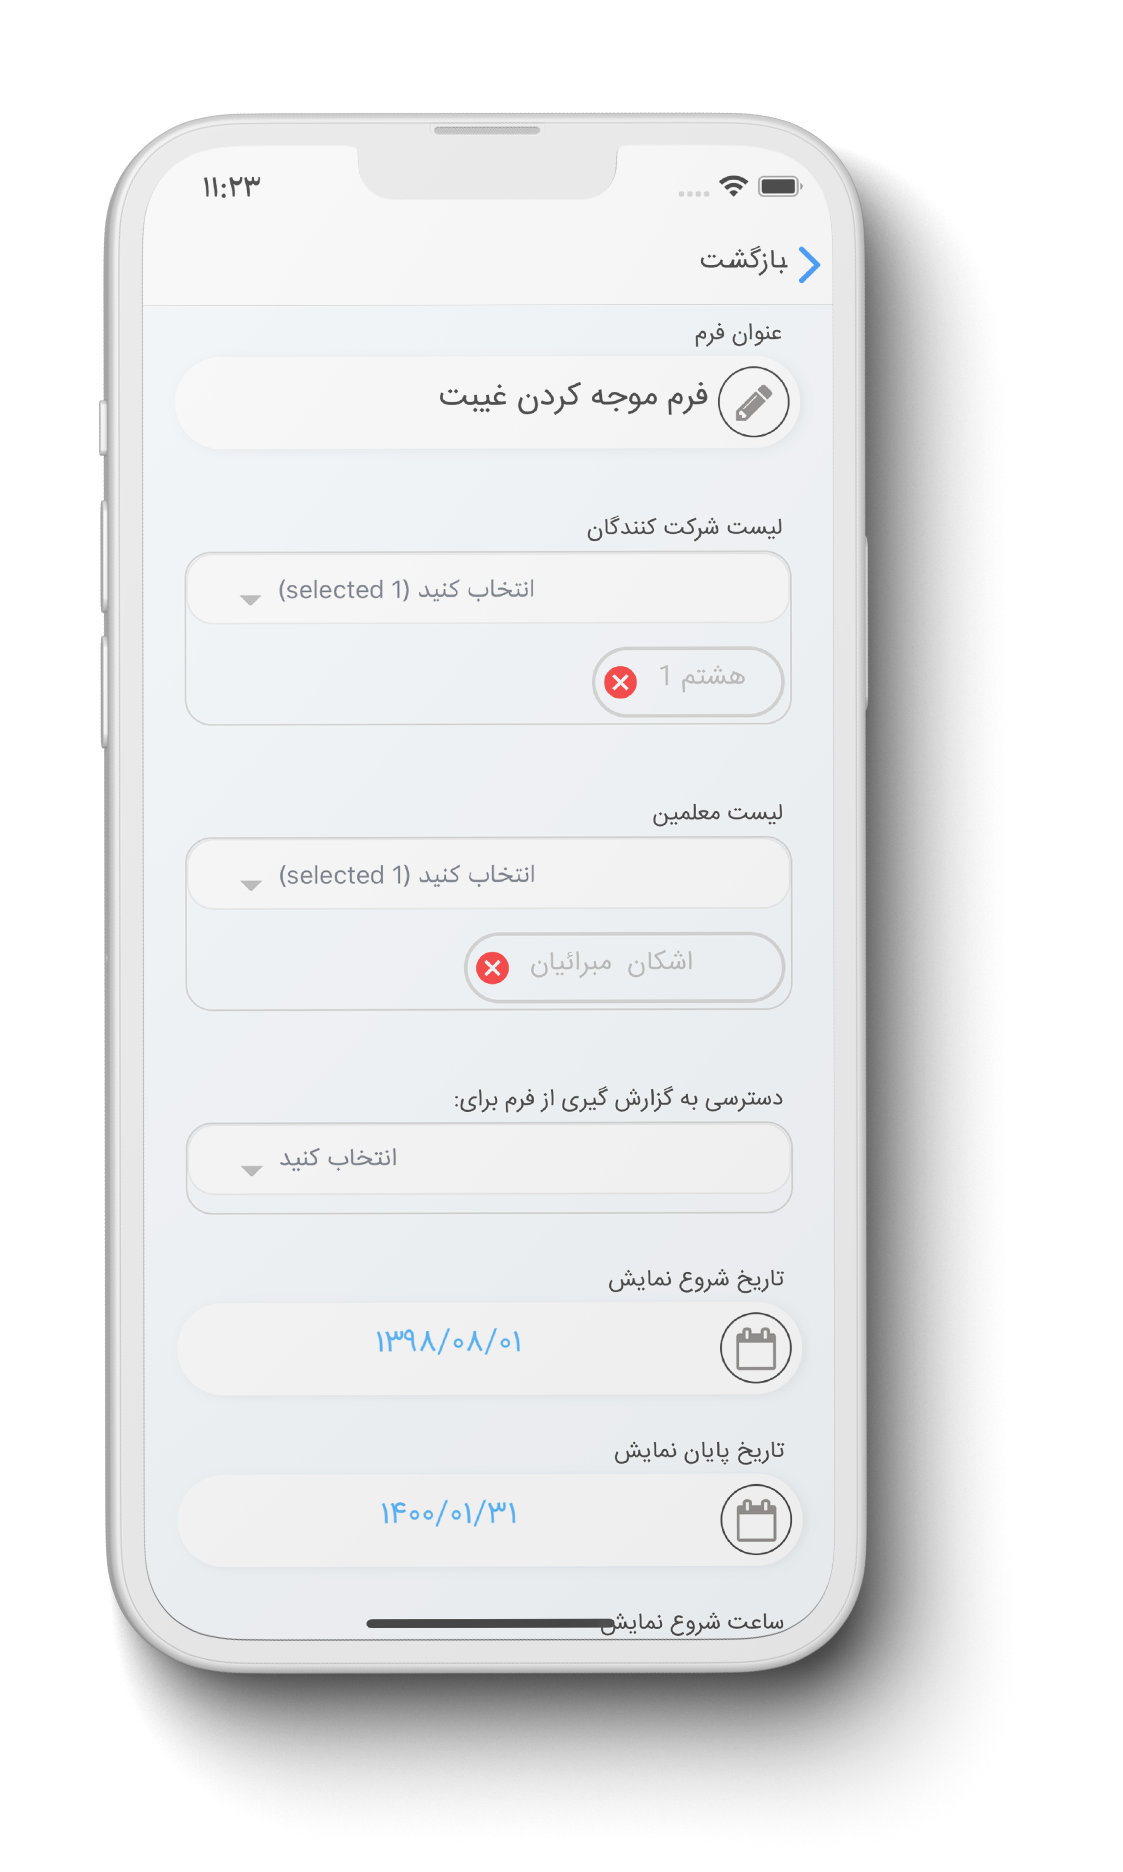 ۱۱:۲۳
بازگشت
عنوان فرم
فرم موجه کردن غیبت
لیست شرکت کنندگان
انتخاب کنید (1 selected)
هشتم 1
لیست معلمین
انتخاب کنید (1 selected)
اشکان میرائیان
دسترسی به گزارش گیری از فرم برای:
انتخاب کنید
تاریخ شروع نمایش
۱۳۹۸/۰۸/۰۱
تاریخ پایان نمایش
۱۴۰۰/۰۱/۳۱
ساعت شروع نمایش